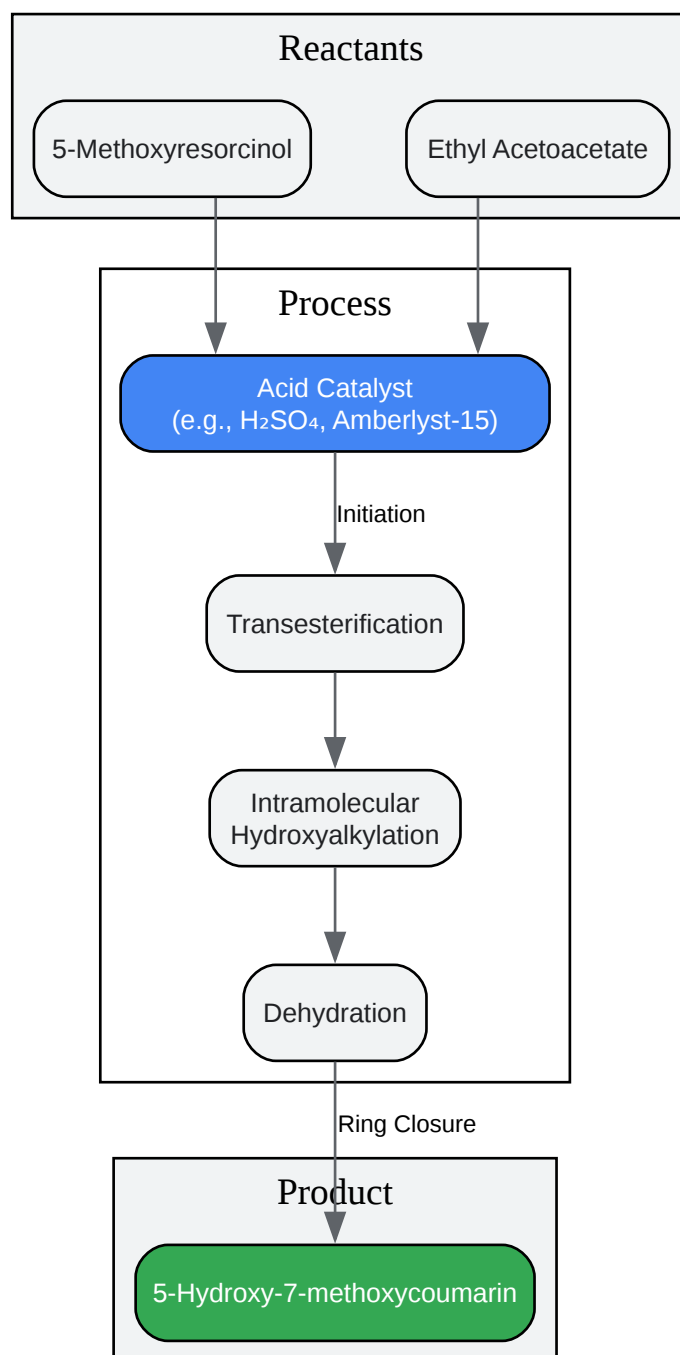 Reactants
5-Methoxyresorcinol
Ethyl Acetoacetate
Process
Acid Catalyst
(e.g., H₂SO₄, Amberlyst-15)
Initiation
Transesterification
Intramolecular
Hydroxyalkylation
Dehydration
Ring Closure
Product
5-Hydroxy-7-methoxycoumarin